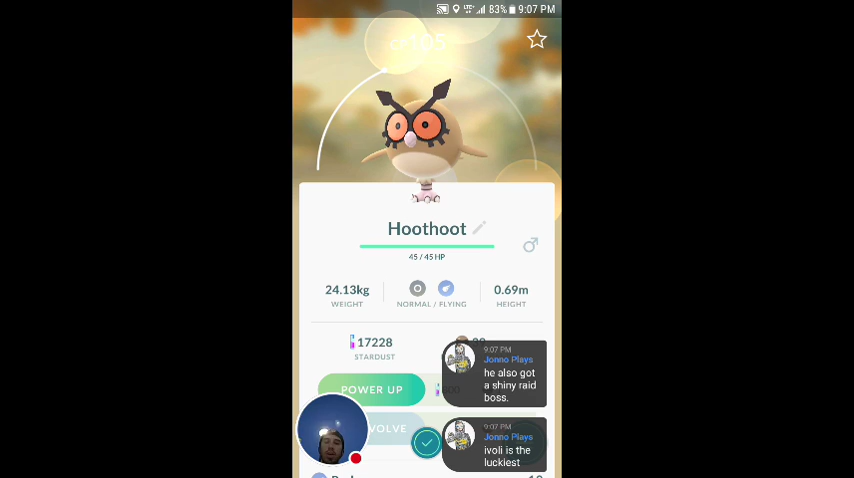 83% 9:07 PM
CP105
Hoothoot
45 / 45 HP
24.13kg
0.69m
WEIGHT
NORMAL / FLYING
HEIGHT
17228
STARDUST
POWER UP
VOLVE
9:07 PM
Jonno Plays
he also got
a shiny raid
boss.
9:07 PM
Jonno Plays
ivoli is the
luckiest